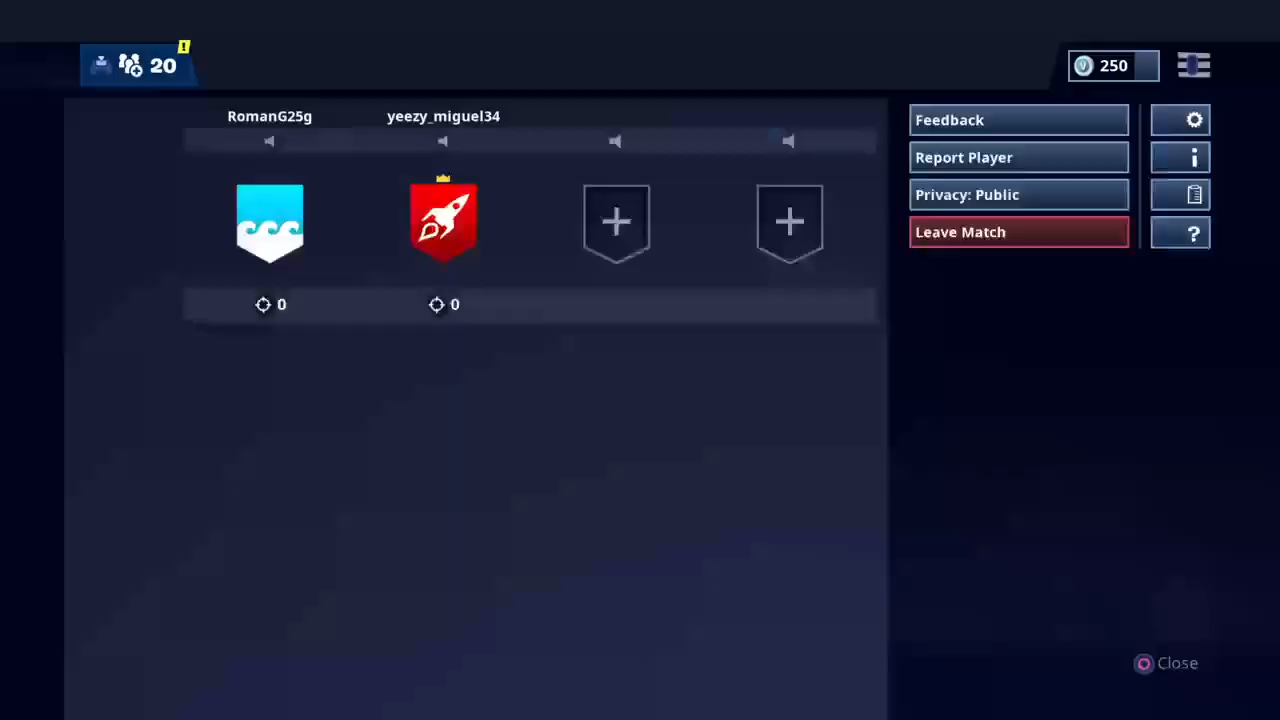 20
!
250
RomanG25g
yeezy_miguel34
0
0
Feedback
Report Player
Privacy: Public
Leave Match
i
?
Close